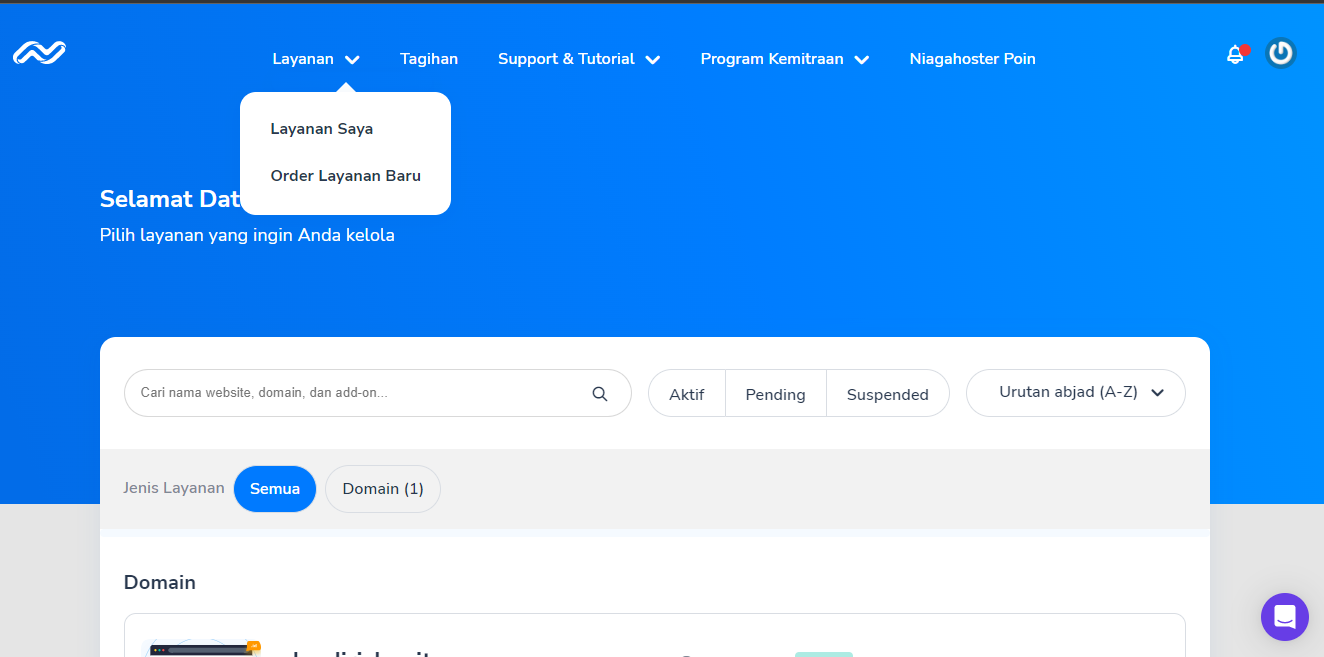 Layanan
Tagihan
Support & Tutorial
Program Kemitraan
Niagahoster Poin
Layanan Saya
Order Layanan Baru
Selamat
Pilih layanan yang ingin Anda kelola
Cari nama website, domain, dan add-on...
Aktif
Pending
Suspended
Urutan abjad (A-Z)
Jenis Layanan
Semua
Domain (1)
Domain